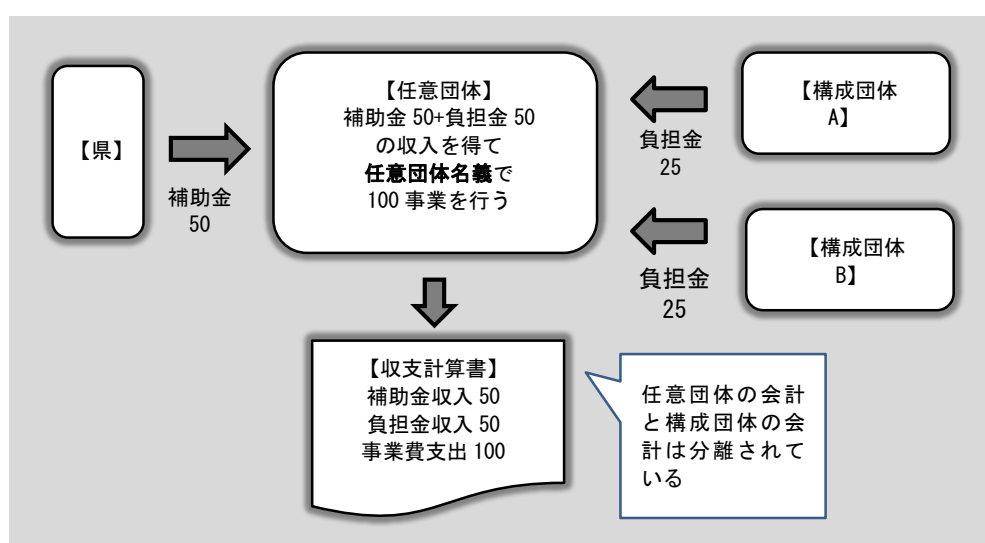 【県】
補助金
50
【任意団体】
補助金 50+負担金 50
の収入を得て
任意団体名義で
100 事業を行う
負担金
25
【構成団体
A】
負担金
25
【構成団体
B】
【収支計算書】
補助金収入 50
負担金収入 50
事業費支出 100
任意団体の会計
と構成団体の会
計は分離されて
いる